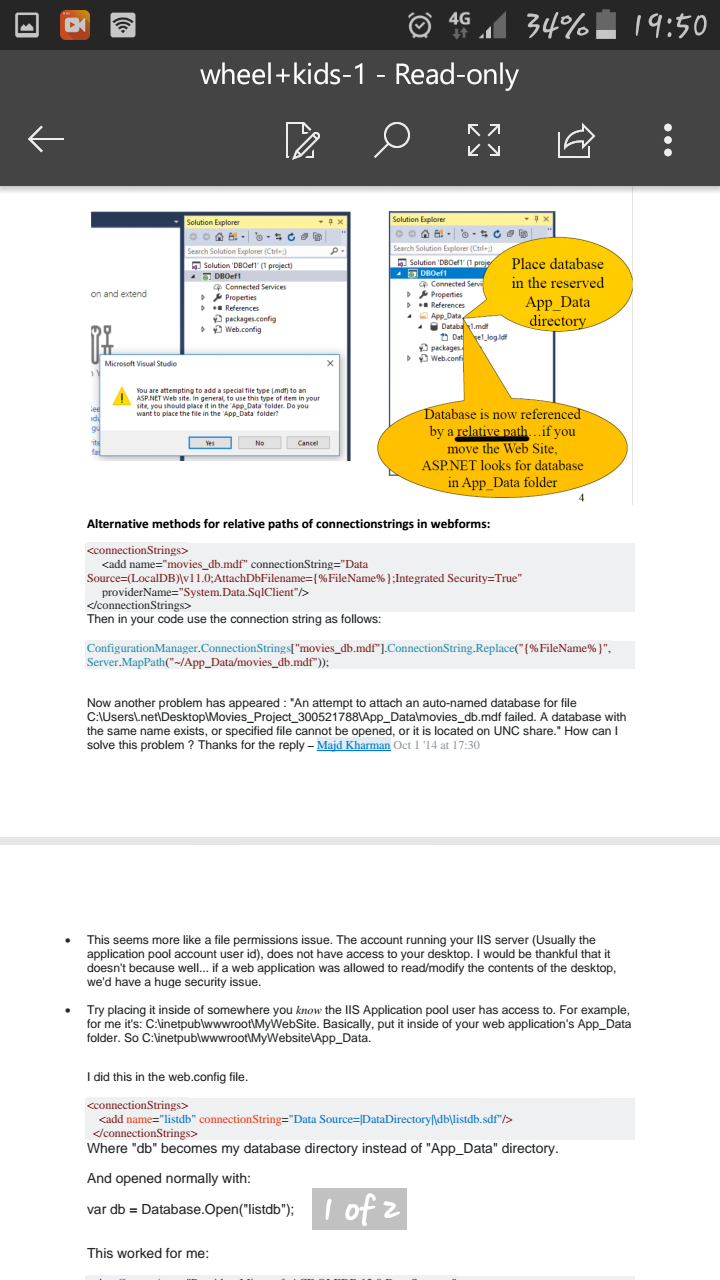 4G 34% 19:50
wheel+kids-1 - Read-only
on and extend
Solution Explorer
Search Solution Explorer (Ctrl+;)
Solution 'DBOef1' (1 project)
DBOef1
Connected Services
Properties
References
packages.config
Web.config
Microsoft Visual Studio
You are attempting to add a special file type (.mdf) to an
ASP.NET Web site. In general, to use this type of item in your
site, you should place it in the 'App_Data' folder. Do you
want to place the file in the 'App_Data' folder?
Yes No Cancel
Solution Explorer
Search Solution Explorer (Ctrl+;)
Solution 'DBOef1' (1 proje
DBOef1
Connected Servi
Properties
References
App_Data
Databa 1.mdf
Dat e1_log.ldf
packages.
Web.confi
Place database
in the reserved
App_Data
directory
Database is now referenced
by a relative path…if you
move the Web Site,
ASP.NET looks for database
in App_Data folder
4
Alternative methods for relative paths of connectionstrings in webforms:
<connectionStrings>
<add name="movies_db.mdf" connectionString="Data
Source=(LocalDB)\v11.0;AttachDbFilename={%FileName%};Integrated Security=True"
providerName="System.Data.SqlClient"/>
</connectionStrings>
Then in your code use the connection string as follows:
ConfigurationManager.ConnectionStrings["movies_db.mdf"].ConnectionString.Replace("{%FileName%}",
Server.MapPath("~/App_Data/movies_db.mdf"));
Now another problem has appeared : "An attempt to attach an auto-named database for file
C:\Users\.net\Desktop\Movies_Project_300521788\App_Data\movies_db.mdf failed. A database with
the same name exists, or specified file cannot be opened, or it is located on UNC share." How can I
solve this problem ? Thanks for the reply – Majd Kharman Oct 1 '14 at 17:30
• This seems more like a file permissions issue. The account running your IIS server (Usually the
application pool account user id), does not have access to your desktop. I would be thankful that it
doesn't because well... if a web application was allowed to read/modify the contents of the desktop,
we'd have a huge security issue.
• Try placing it inside of somewhere you know the IIS Application pool user has access to. For example,
for me it's: C:\inetpub\wwwroot\MyWebSite. Basically, put it inside of your web application's App_Data
folder. So C:\inetpub\wwwroot\MyWebsite\App_Data.
I did this in the web.config file.
<connectionStrings>
<add name="listdb" connectionString="Data Source=|DataDirectory|\db\listdb.sdf"/>
</connectionStrings>
Where "db" becomes my database directory instead of "App_Data" directory.
And opened normally with:
var db = Database.Open("listdb");
1 of 2
This worked for me: